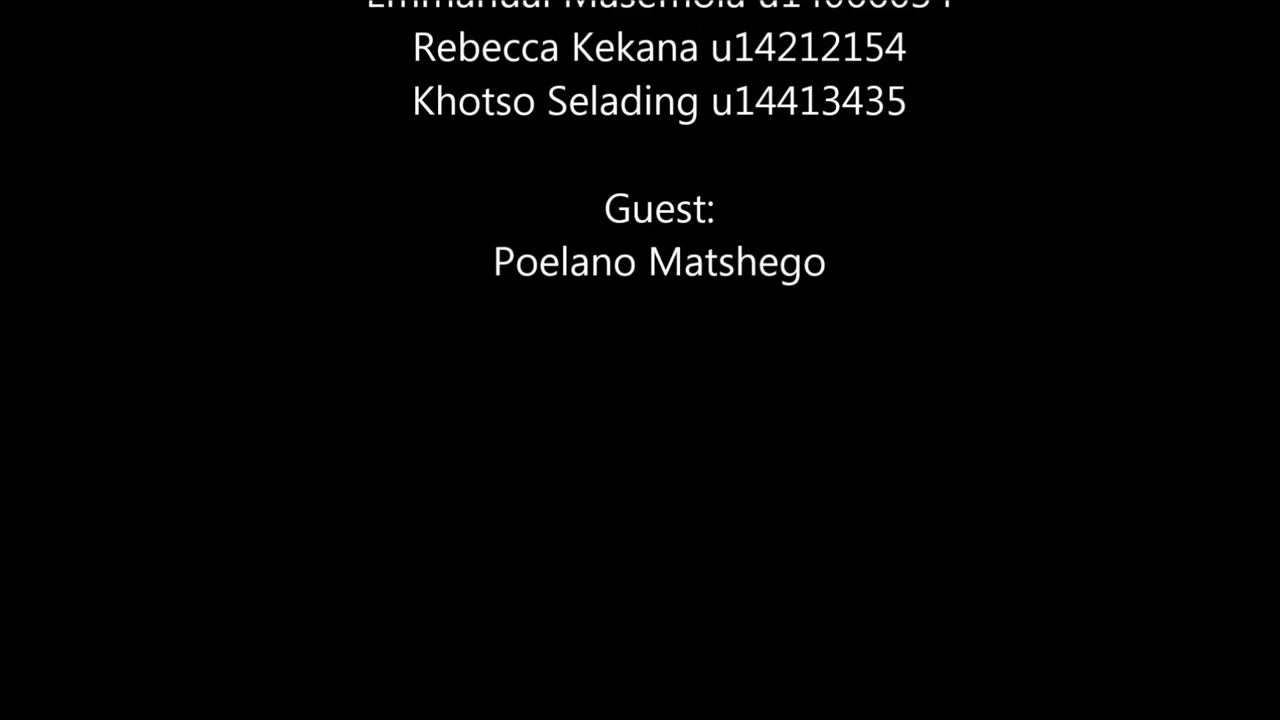 Rebecca Kekana u14212154
Khotso Selading u14413435
Guest:
Poelano Matshego